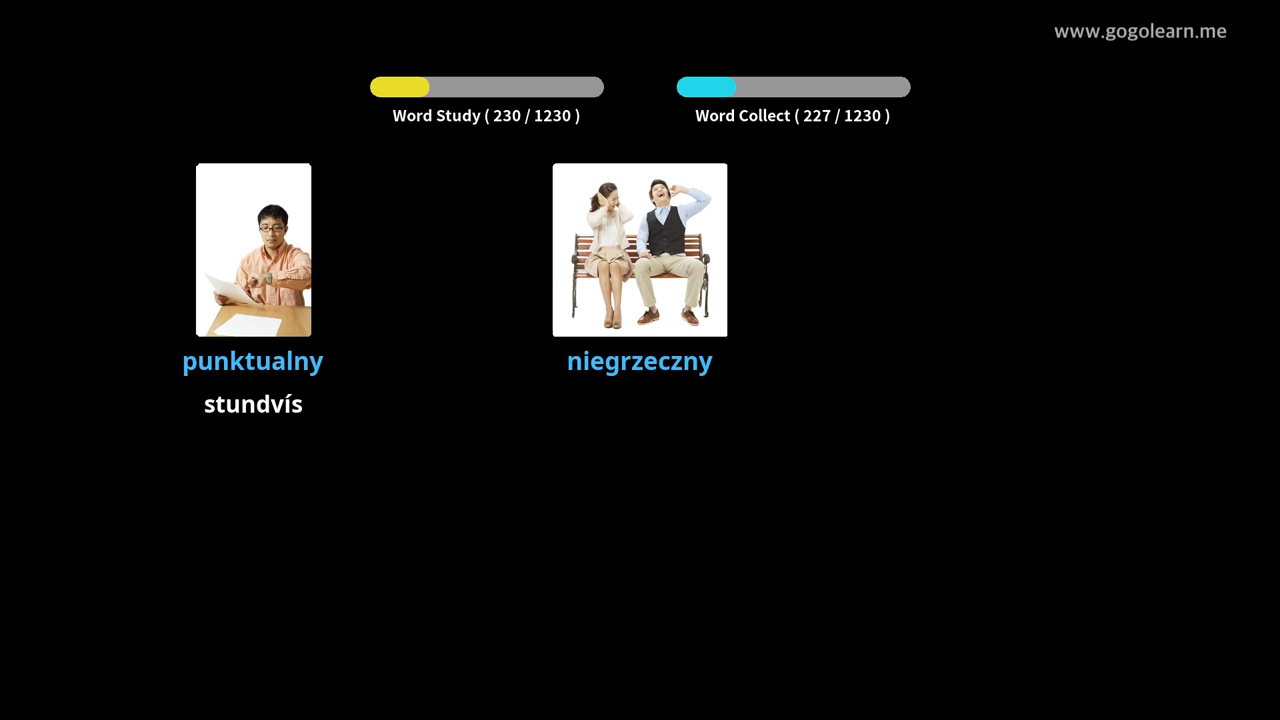 www.gogolearn.me
Word Study ( 230 / 1230 )
Word Collect ( 227 / 1230 )
punktualny
niegrzeczny
stundvís